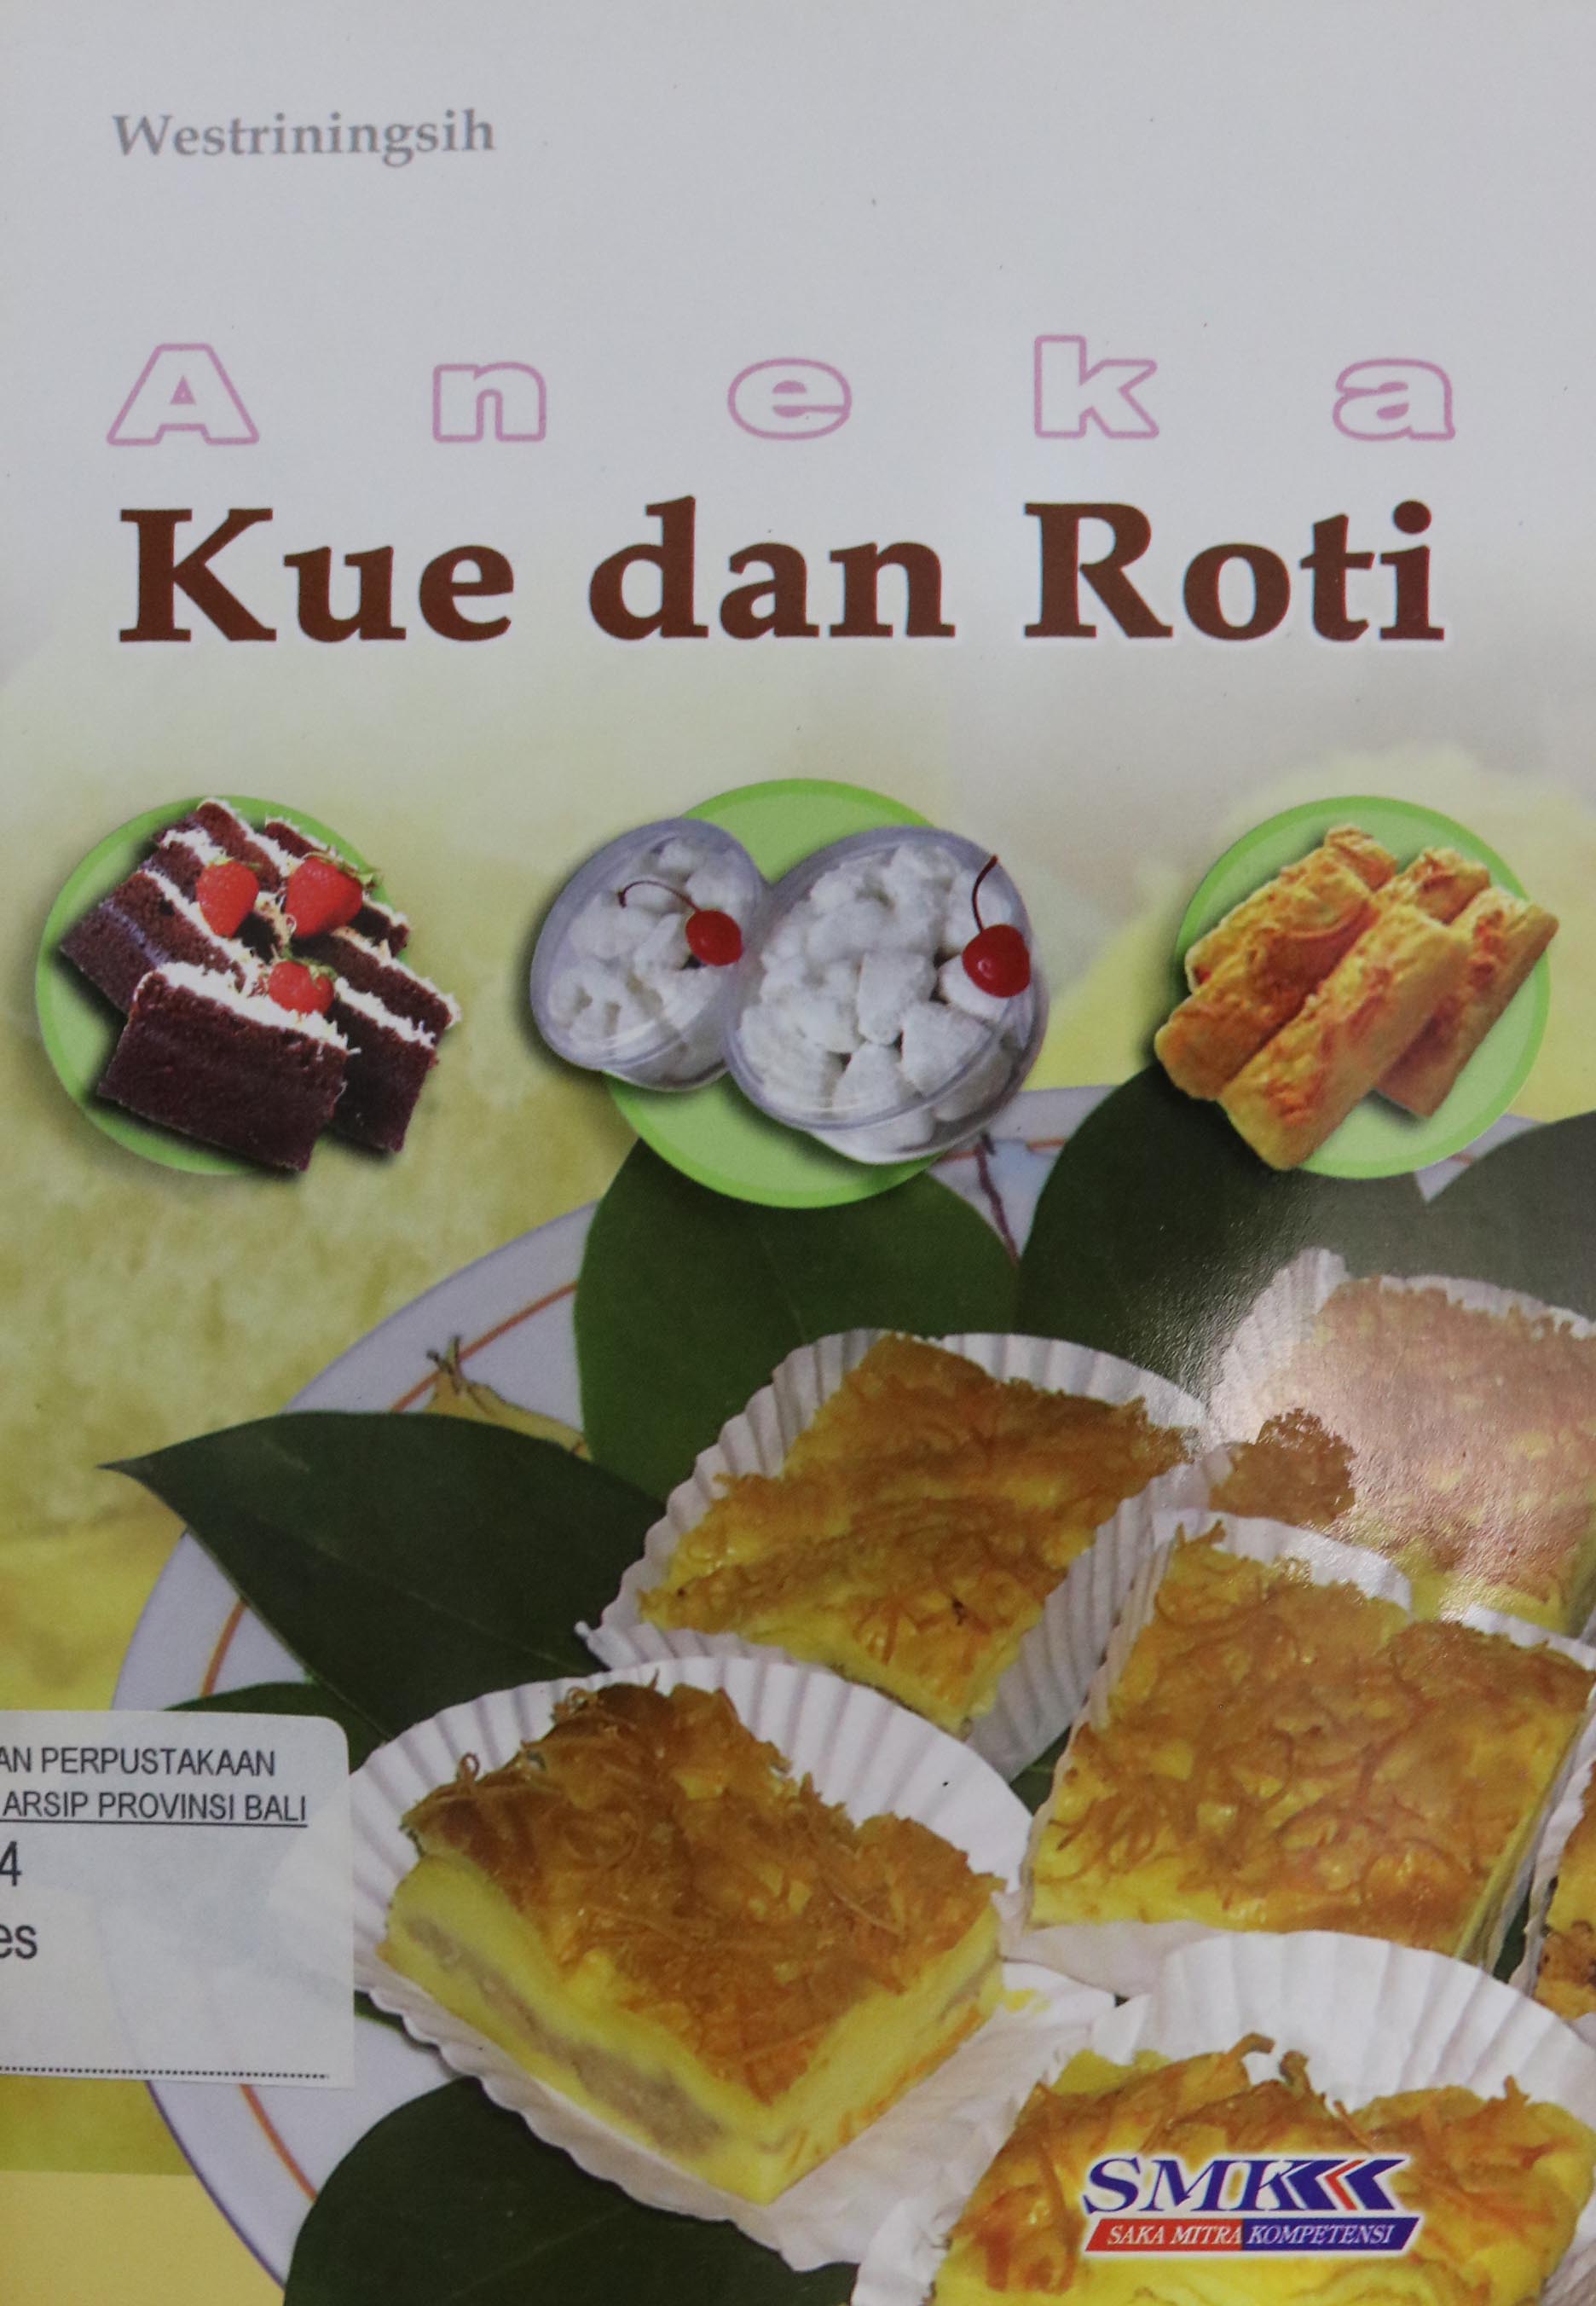 Westriningsih
Aneka
Kue dan Roti
AN PERPUSTAKAAN
ARSIP PROVINSI BALI
4
es
SMK
SAKA MITRA KOMPETENSI